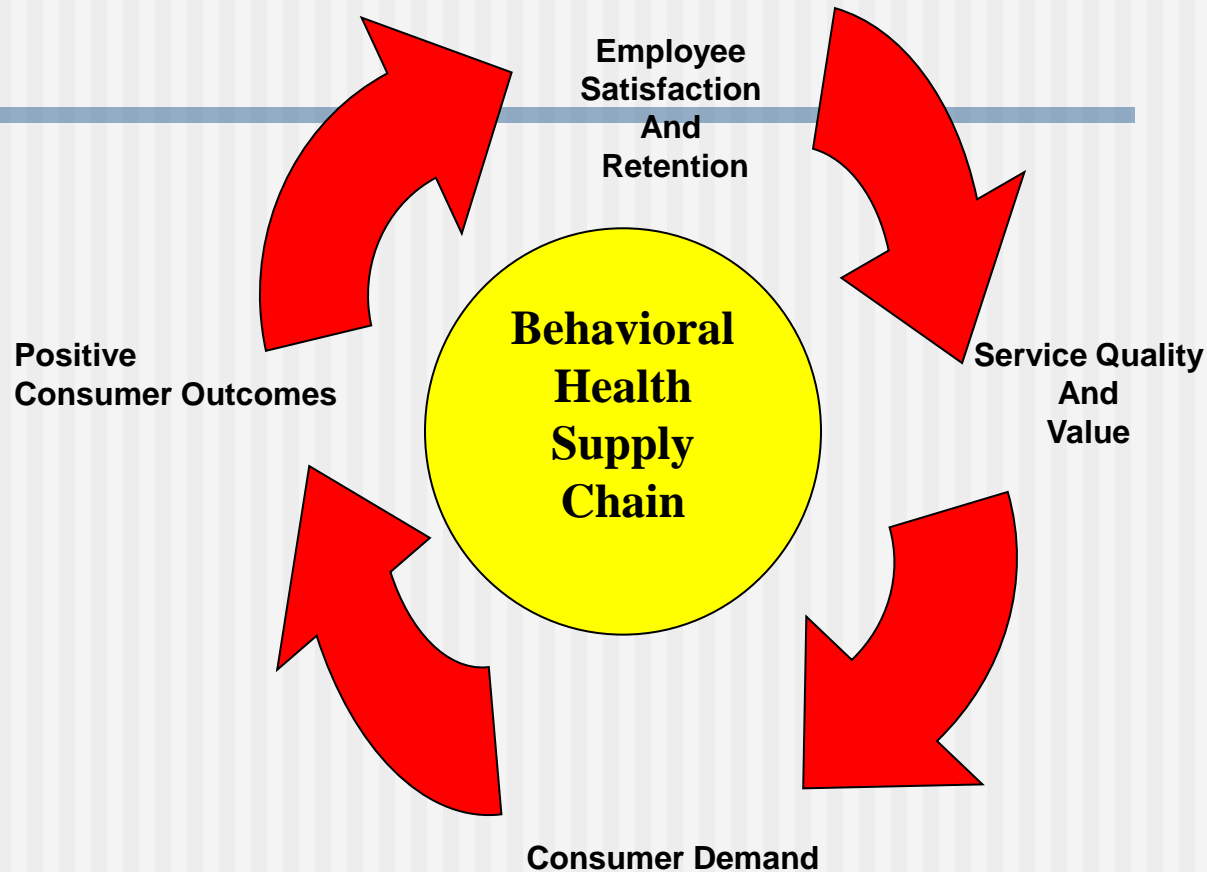 Employee
Satisfaction
And
Retention
Behavioral
Health
Supply
Chain
Positive
Consumer Outcomes
Service Quality
And
Value
Consumer Demand